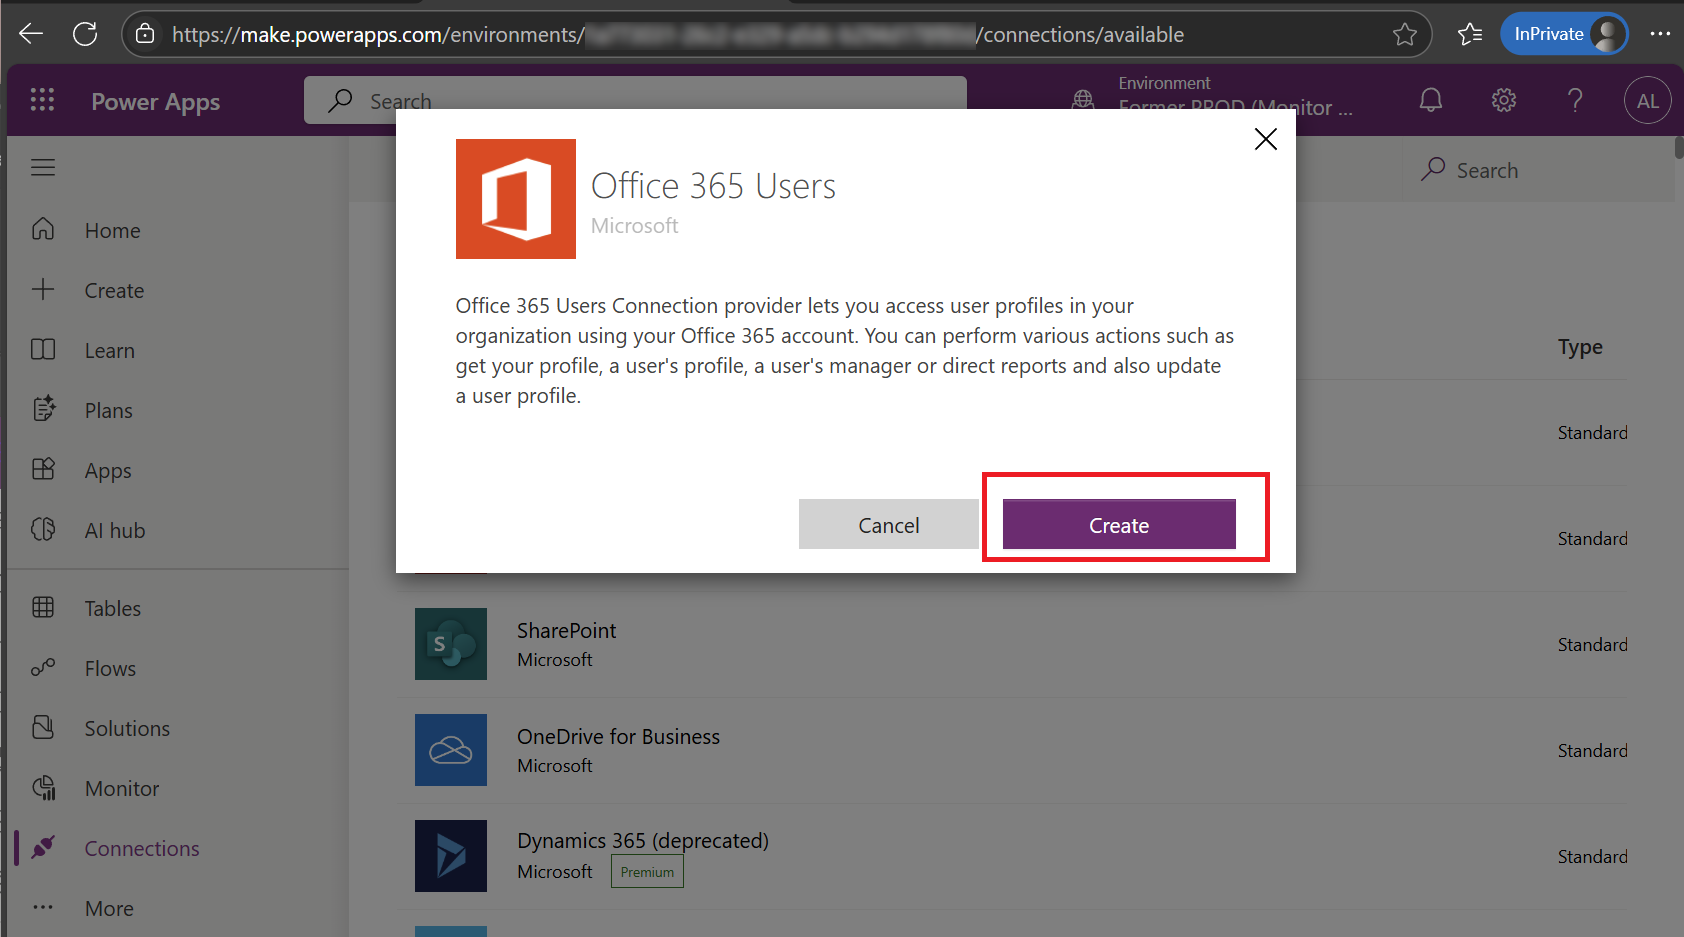 https://make.powerapps.com/environments/
/connections/available
InPrivate
Power Apps
Search
Environment
Former PROD (Monitor ...
AL
Search
Home
Create
Learn
Plans
Apps
AI hub
Tables
Flows
Solutions
Monitor
Connections
More
Office 365 Users
Microsoft
Office 365 Users Connection provider lets you access user profiles in your
organization using your Office 365 account. You can perform various actions such as
get your profile, a user's profile, a user's manager or direct reports and also update
a user profile.
Cancel
Create
Type
Standard
Standard
SharePoint
Microsoft
Standard
OneDrive for Business
Microsoft
Standard
Dynamics 365 (deprecated)
Microsoft
Premium
Standard